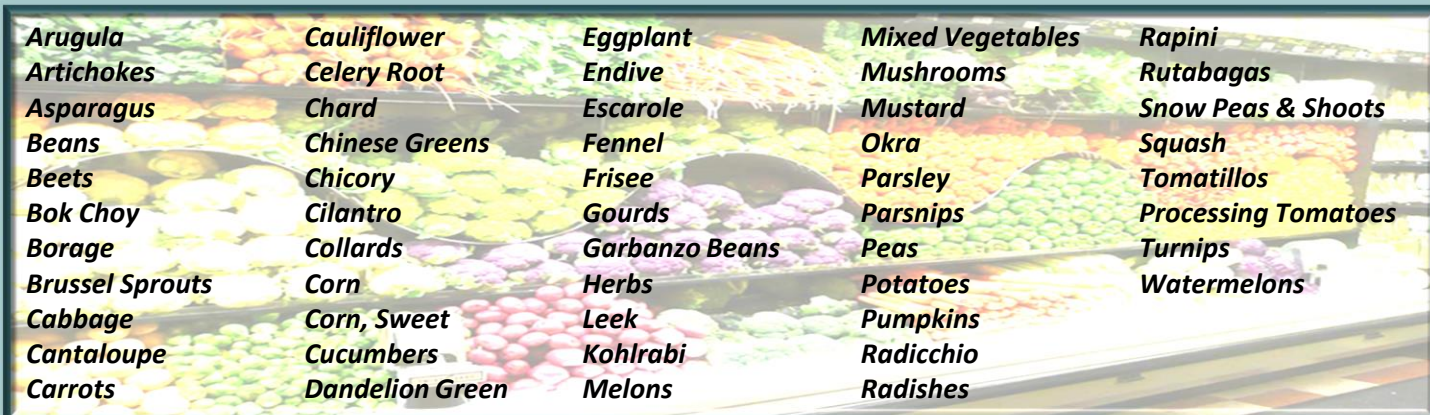 Arugula
Artichokes
Asparagus
Beans
Beets
Bok Choy
Borage
Brussel Sprouts
Cabbage
Cantaloupe
Carrots
Cauliflower
Celery Root
Chard
Chinese Greens
Chicory
Cilantro
Collards
Corn
Corn, Sweet
Cucumbers
Dandelion Green
Eggplant
Endive
Escarole
Fennel
Frisee
Gourds
Garbanzo Beans
Herbs
Leek
Kohlrabi
Melons
Mixed Vegetables
Mushrooms
Mustard
Okra
Parsley
Parsnips
Peas
Potatoes
Pumpkins
Radicchio
Radishes
Rapini
Rutabagas
Snow Peas & Shoots
Squash
Tomatillos
Processing Tomatoes
Turnips
Watermelons